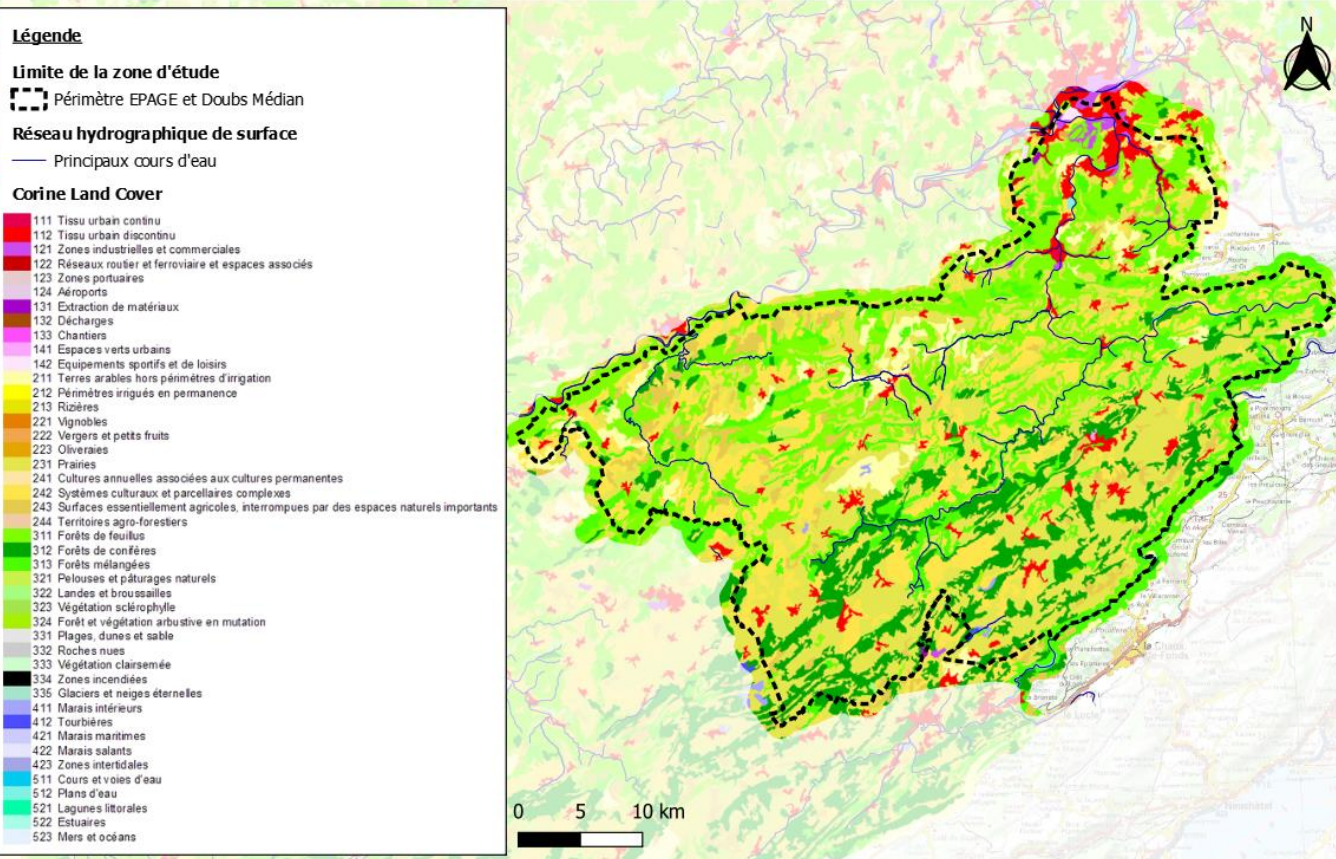 Légende
Limite de la zone d'étude
Périmètre EPAGE et Doubs Médian
Réseau hydrographique de surface
Principaux cours d'eau
Corine Land Cover
111 Tissu urbain continu
112 Tissu urbain discontinu
121 Zones industrielles et commerciales
122 Réseaux routier et ferroviaire et espaces associés
123 Zones portuaires
124 Aéroports
131 Extraction de matériaux
132 Décharges
133 Chantiers
141 Espaces verts urbains
142 Equipements sportifs et de loisirs
211 Terres arables hors périmètres d'irrigation
212 Périmètres irrigués en permanence
213 Rizières
221 Vignobles
222 Vergers et petits fruits
223 Oliveraies
231 Prairies
241 Cultures annuelles associées aux cultures permanentes
242 Systèmes culturaux et parcellaires complexes
243 Surfaces essentiellement agricoles, interrompues par des espaces naturels importants
244 Territoires agro-forestiers
311 Forêts de feuillus
312 Forêts de conifères
313 Forêts mélangées
321 Pelouses et pâturages naturels
322 Landes et broussailles
323 Végétation sclérophylle
324 Forêt et végétation arbustive en mutation
331 Plages, dunes et sable
332 Roches nues
333 Végétation clairsemée
334 Zones incendiées
335 Glaciers et neiges éternelles
411 Marais intérieurs
412 Tourbières
421 Marais maritimes
422 Marais salants
423 Zones intertidales
511 Cours et voies d'eau
512 Plans d'eau
521 Lagunes littorales
522 Estuaires
523 Mers et océans
N
la Chaux
le Locle
Neuchâtel
0 5 10 km